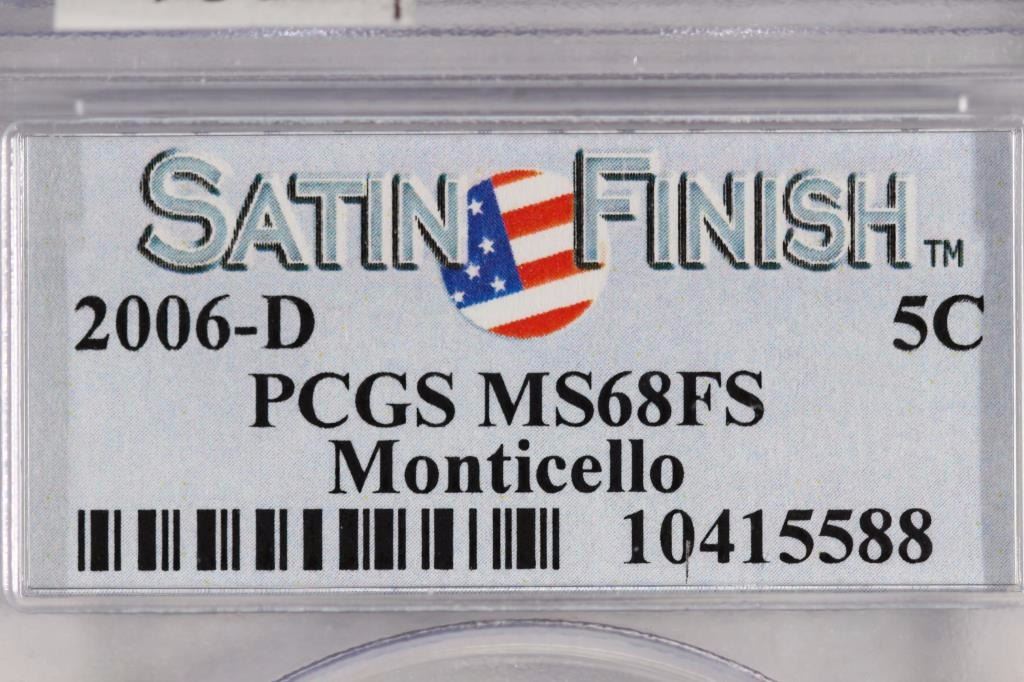 SATIN FINISH™
2006-D 5C
PCGS MS68FS
Monticello
10415588